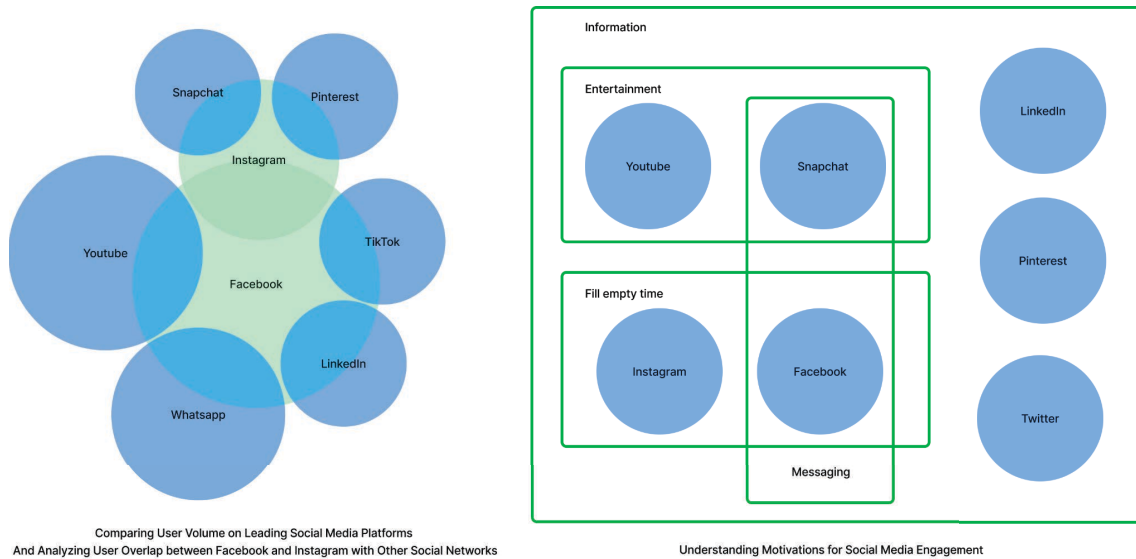 Snapchat
Pinterest
Instagram
Youtube
TikTok
Facebook
LinkedIn
Whatsapp
Comparing User Volume on Leading Social Media Platforms
And Analyzing User Overlap between Facebook and Instagram with Other Social Networks
Information
Entertainment
Youtube
Snapchat
LinkedIn
Pinterest
Fill empty time
Instagram
Facebook
Twitter
Messaging
Understanding Motivations for Social Media Engagement